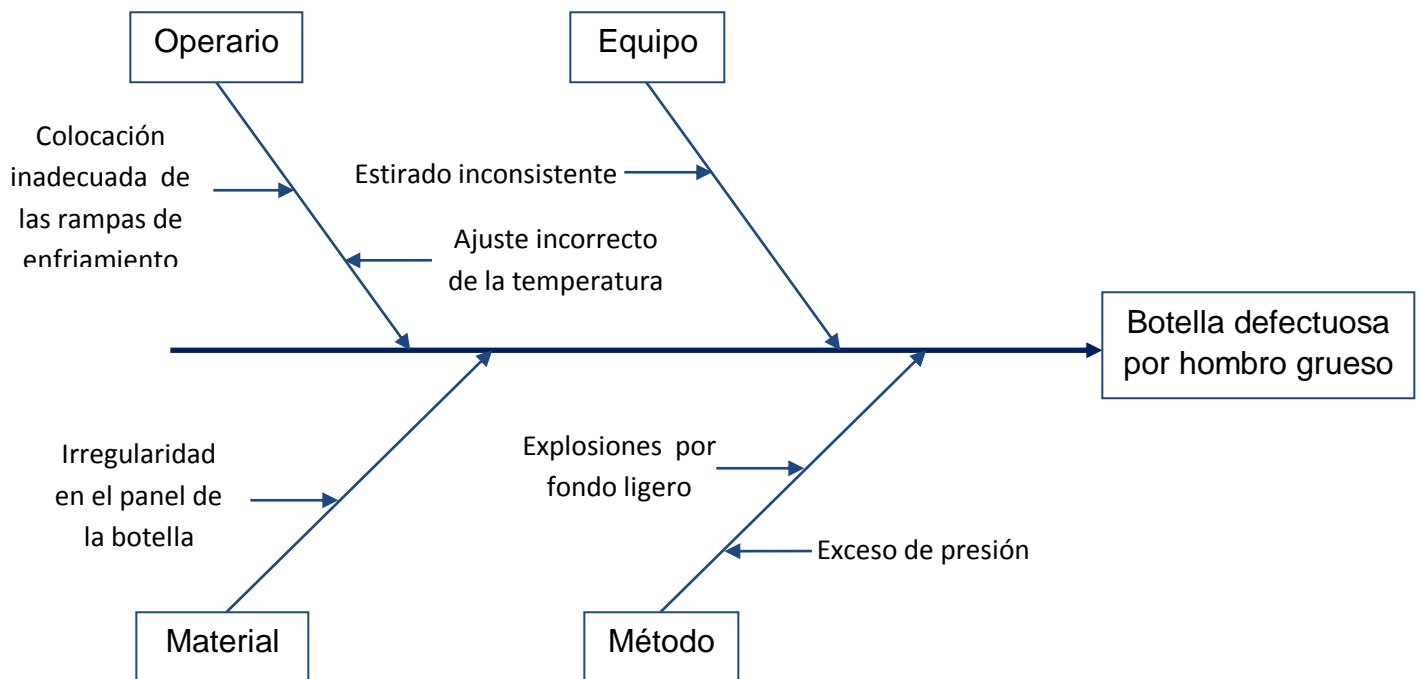 Operario
Equipo
Colocación
inadecuada de
las rampas de
enfriamiento
Estirado inconsistente
Ajuste incorrecto
de la temperatura
Botella defectuosa
por hombro grueso
Irregularidad
en el panel de
la botella
Explosiones por
fondo ligero
Exceso de presión
Material
Método